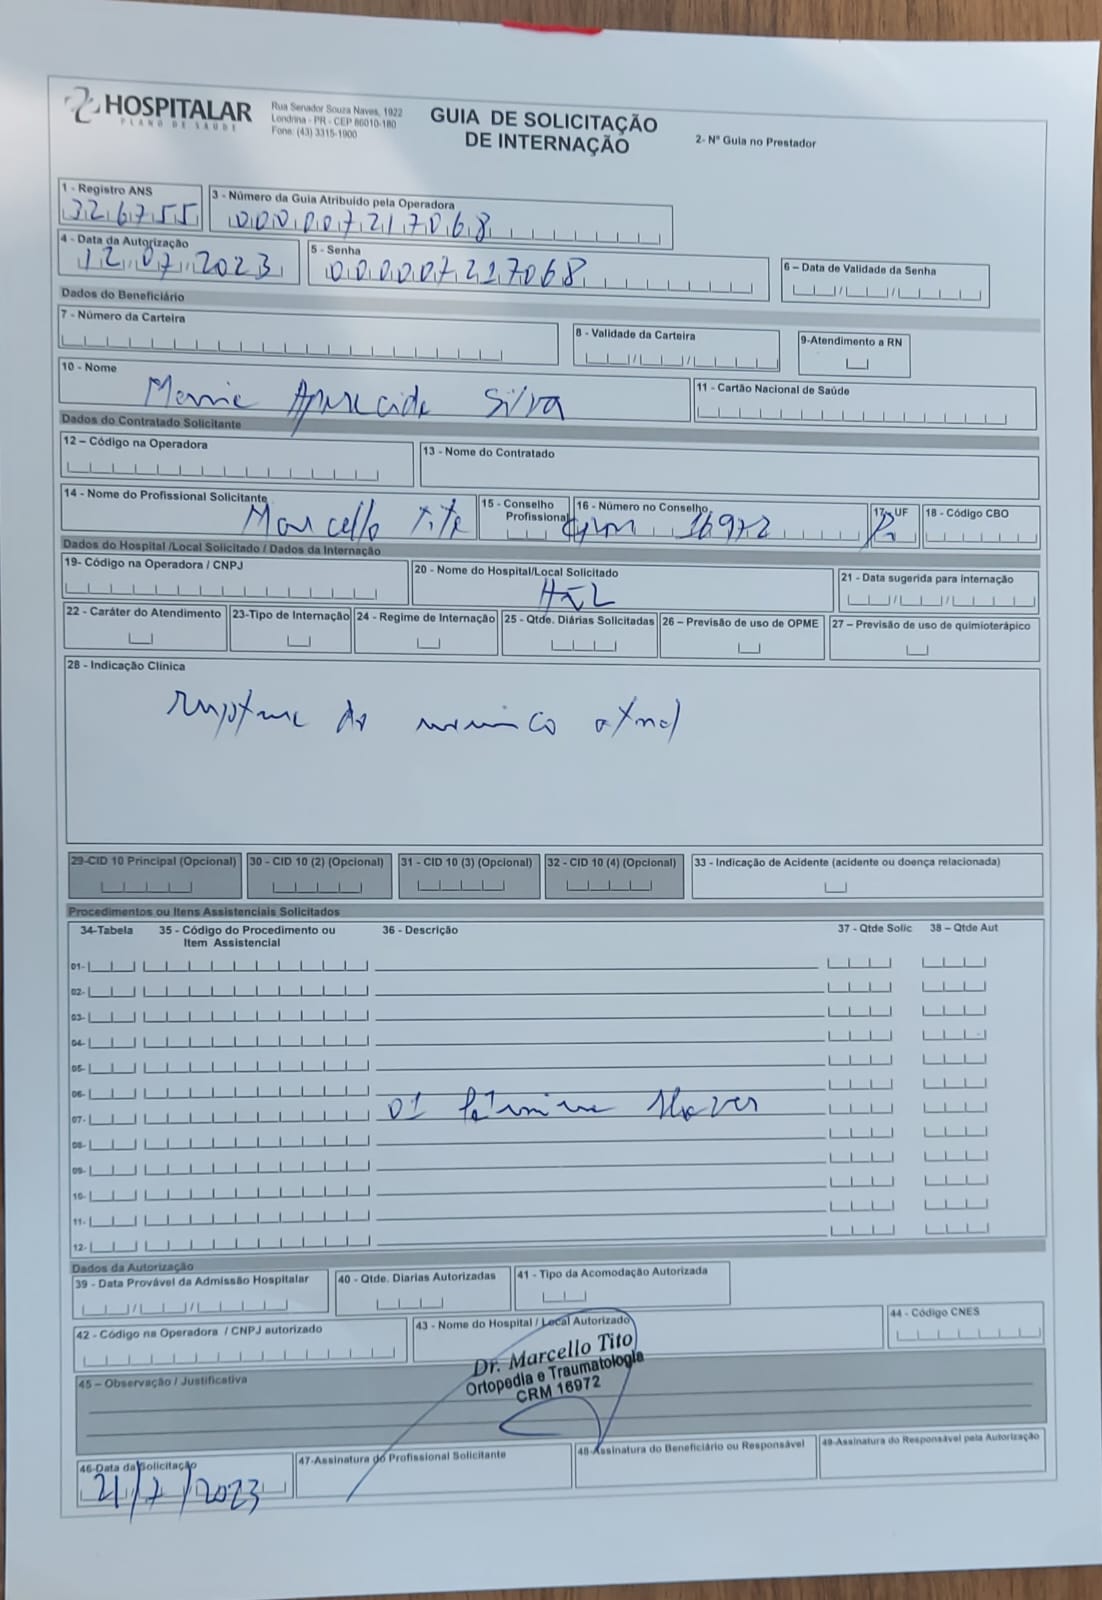 HOSPITALAR
PLANO DE SAÚDE
Rua Senador Souza Naves, 1922
Londrina - PR - CEP 86010-180
Fone: (43) 3315-1900
GUIA DE SOLICITAÇÃO
DE INTERNAÇÃO
2- Nº Guia no Prestador
1 - Registro ANS
326755
3 - Número da Guia Atribuido pela Operadora
000007217068
4 - Data da Autorização
12 07 2023
5 - Senha
000007217068
6 – Data de Validade da Senha
Dados do Beneficiário
7 - Número da Carteira
8 - Validade da Carteira
9-Atendimento a RN
10 - Nome
Aparecida Silva
11 - Cartão Nacional de Saúde
Dados do Contratado Solicitante
12 – Código na Operadora
13 - Nome do Contratado
14 - Nome do Profissional Solicitante
Marcello Tito
15 - Conselho
Profissional
16 - Número no Conselho
crm 16972
17- UF
Pr
18 - Código CBO
Dados do Hospital /Local Solicitado / Dados da Internação
19- Código na Operadora / CNPJ
20 - Nome do Hospital/Local Solicitado
21 - Data sugerida para internação
22 - Caráter do Atendimento
23-Tipo de Internação
24 - Regime de Internação
25 - Qtde. Diárias Solicitadas
26 – Previsão de uso de OPME
27 – Previsão de uso de quimioterápico
28 - Indicação Clínica
do
29-CID 10 Principal (Opcional)
30 - CID 10 (2) (Opcional)
31 - CID 10 (3) (Opcional)
32 - CID 10 (4) (Opcional)
33 - Indicação de Acidente (acidente ou doença relacionada)
Procedimentos ou Itens Assistenciais Solicitados
34-Tabela
35 - Código do Procedimento ou
Item Assistencial
36 - Descrição
37 - Qtde Solic
38 – Qtde Aut
01-
02-
03-
04-
05-
06-
07-
01
08-
09-
10-
11-
12-
Dados da Autorização
39 - Data Provável da Admissão Hospitalar
40 - Qtde. Diarias Autorizadas
41 - Tipo da Acomodação Autorizada
42 - Código na Operadora / CNPJ autorizado
43 - Nome do Hospital / Local Autorizado
44 - Código CNES
Dr. Marcello Tito
Ortopedia e Traumatologia
CRM 16972
45 – Observação / Justificativa
46-Data da Solicitação
21/7/2023
47-Assinatura do Profissional Solicitante
48-Assinatura do Beneficiário ou Responsável
49-Assinatura do Responsável pela Autorização